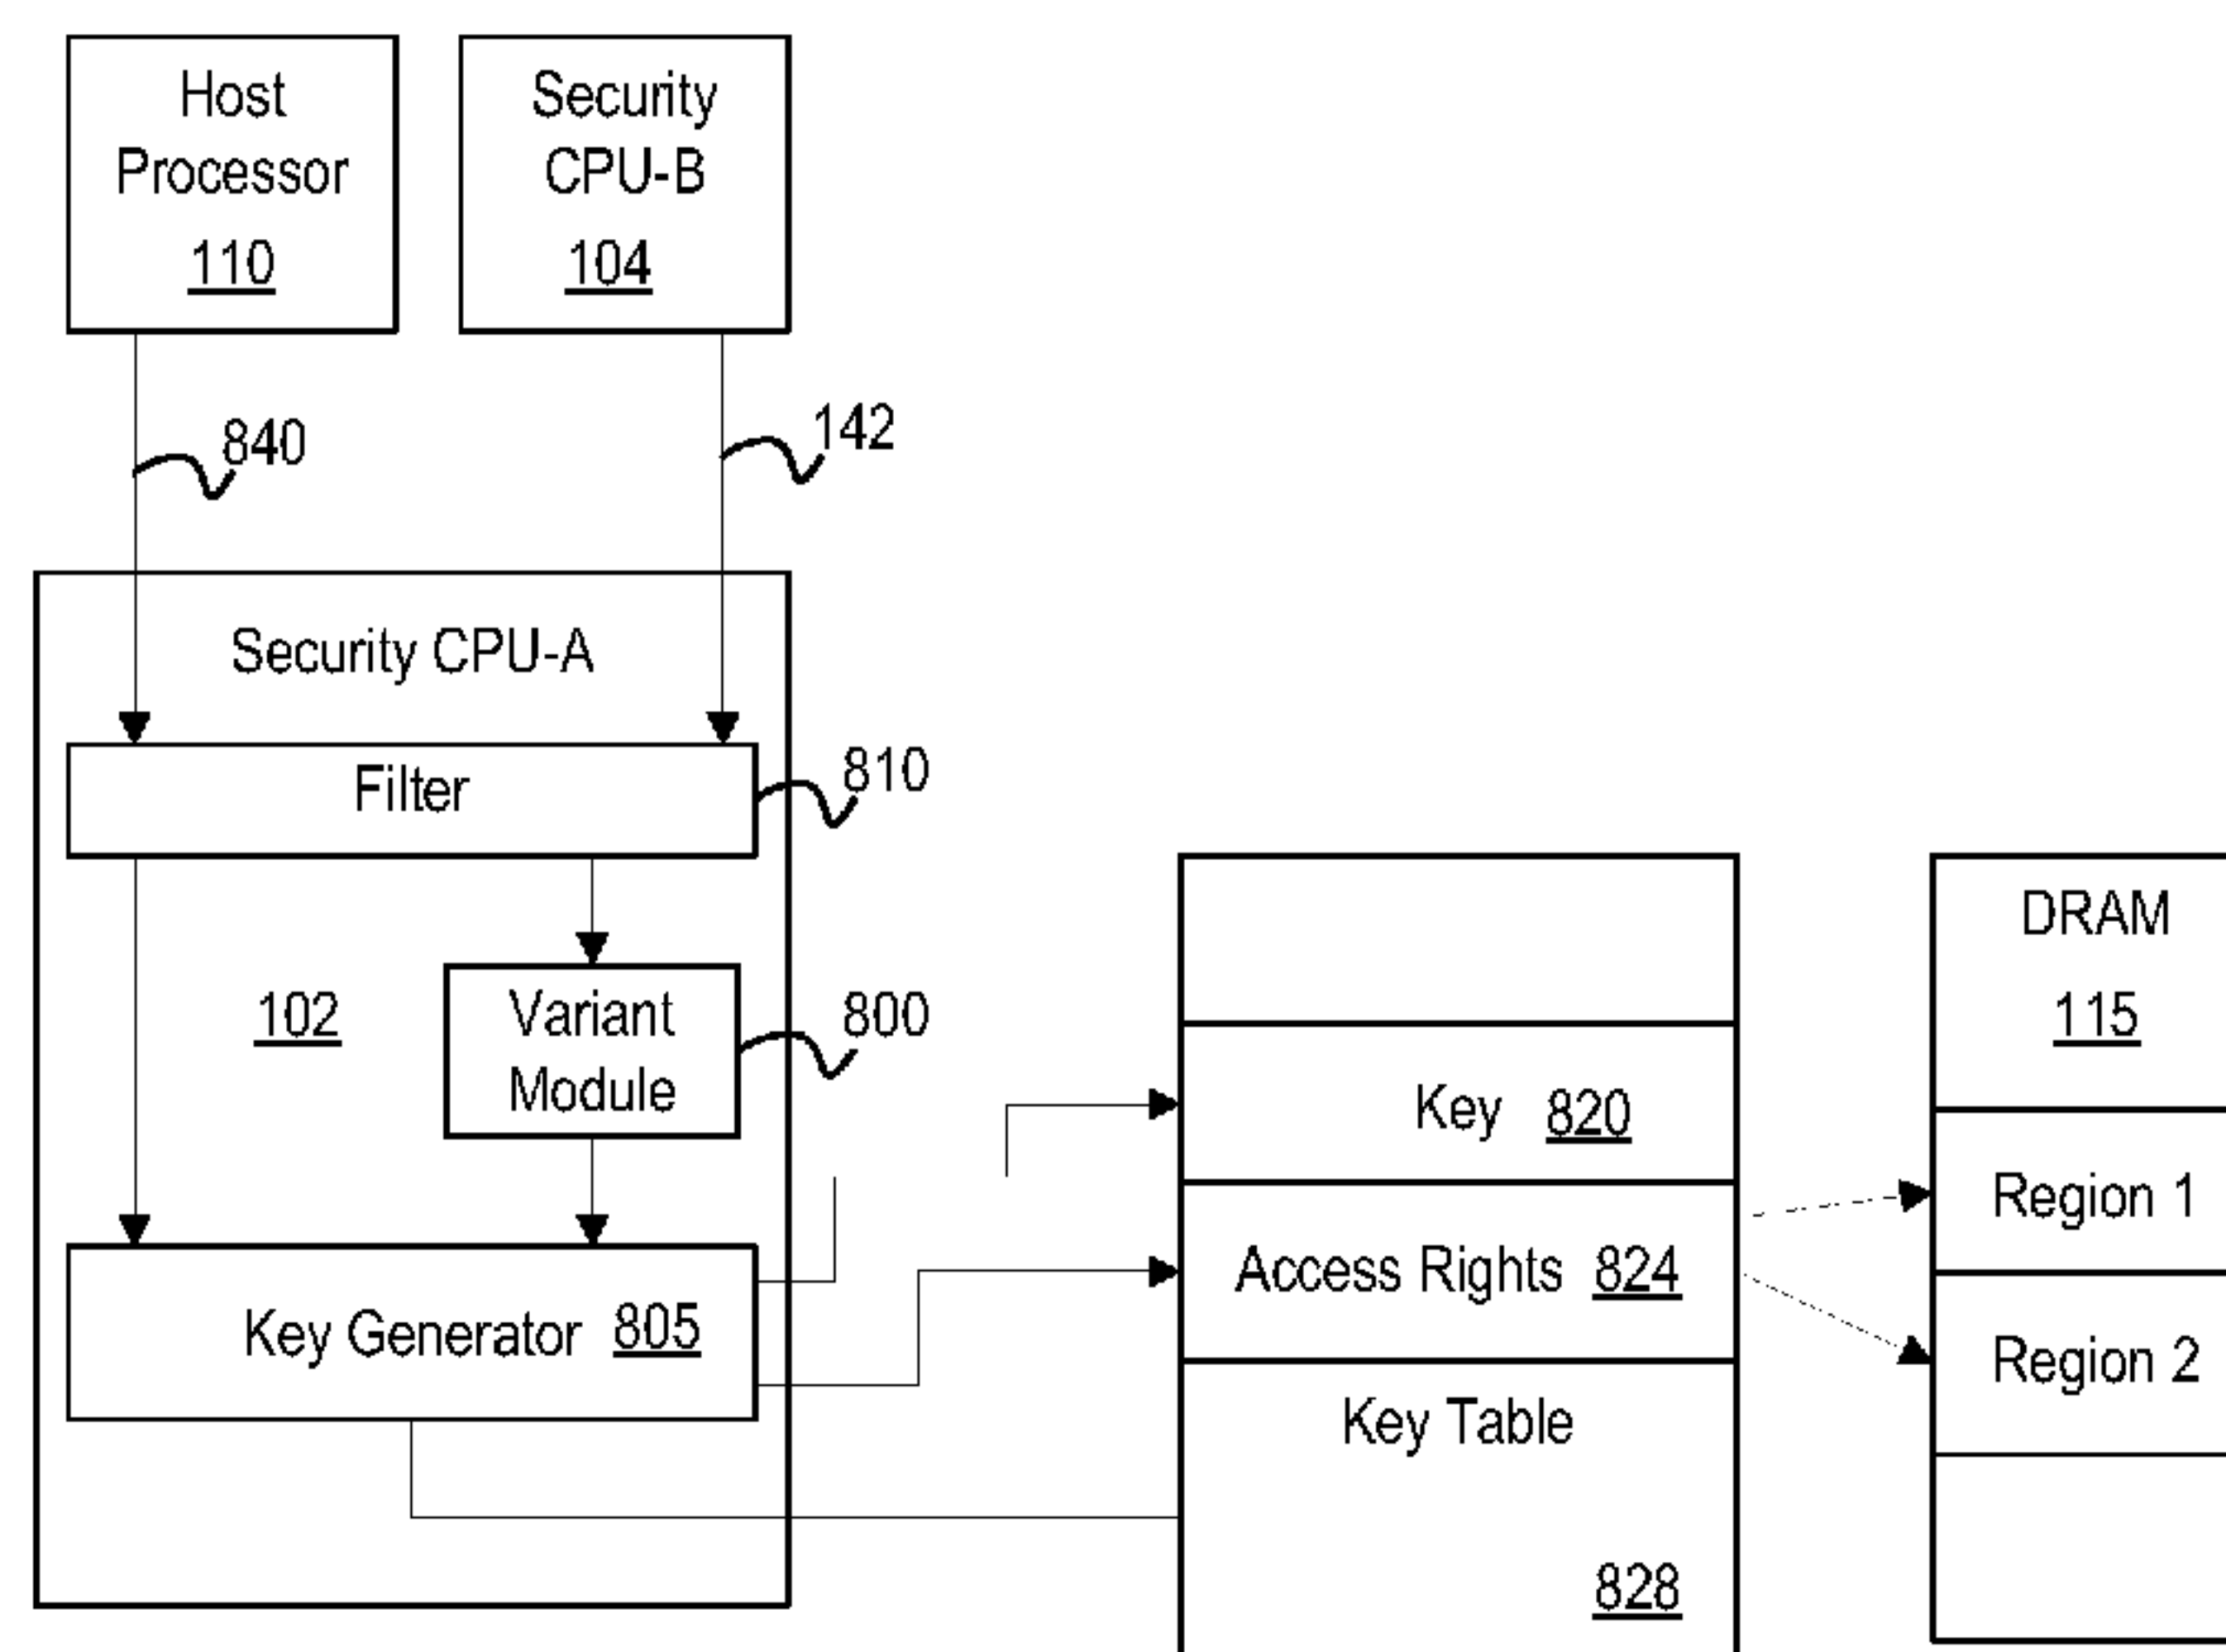 Host
Processor
110
Security
CPU-B
104
840
142
Security CPU-A
Filter
810
102
Variant
Module
800
Key Generator 805
Key 820
Access Rights 824
Key Table
828
DRAM
115
Region 1
Region 2